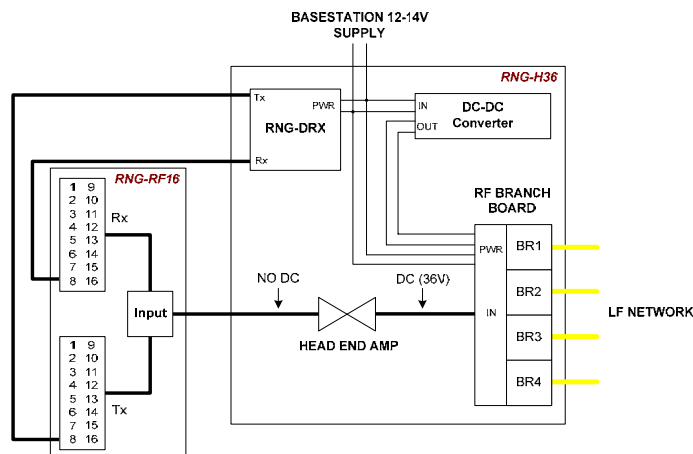 BASESTATION 12-14V
SUPPLY
RNG-H36
Tx
PWR
RNG-DRX
Rx
IN
DC-DC
Converter
OUT
RNG-RF16
1 9
2 10
3 11
4 12
5 13
6 14
7 15
8 16
Rx
Input
1 9
2 10
3 11
4 12
5 13
6 14
7 15
8 16
Tx
NO DC
DC (36V)
HEAD END AMP
RF BRANCH
BOARD
PWR
IN
BR1
BR2
BR3
BR4
LF NETWORK